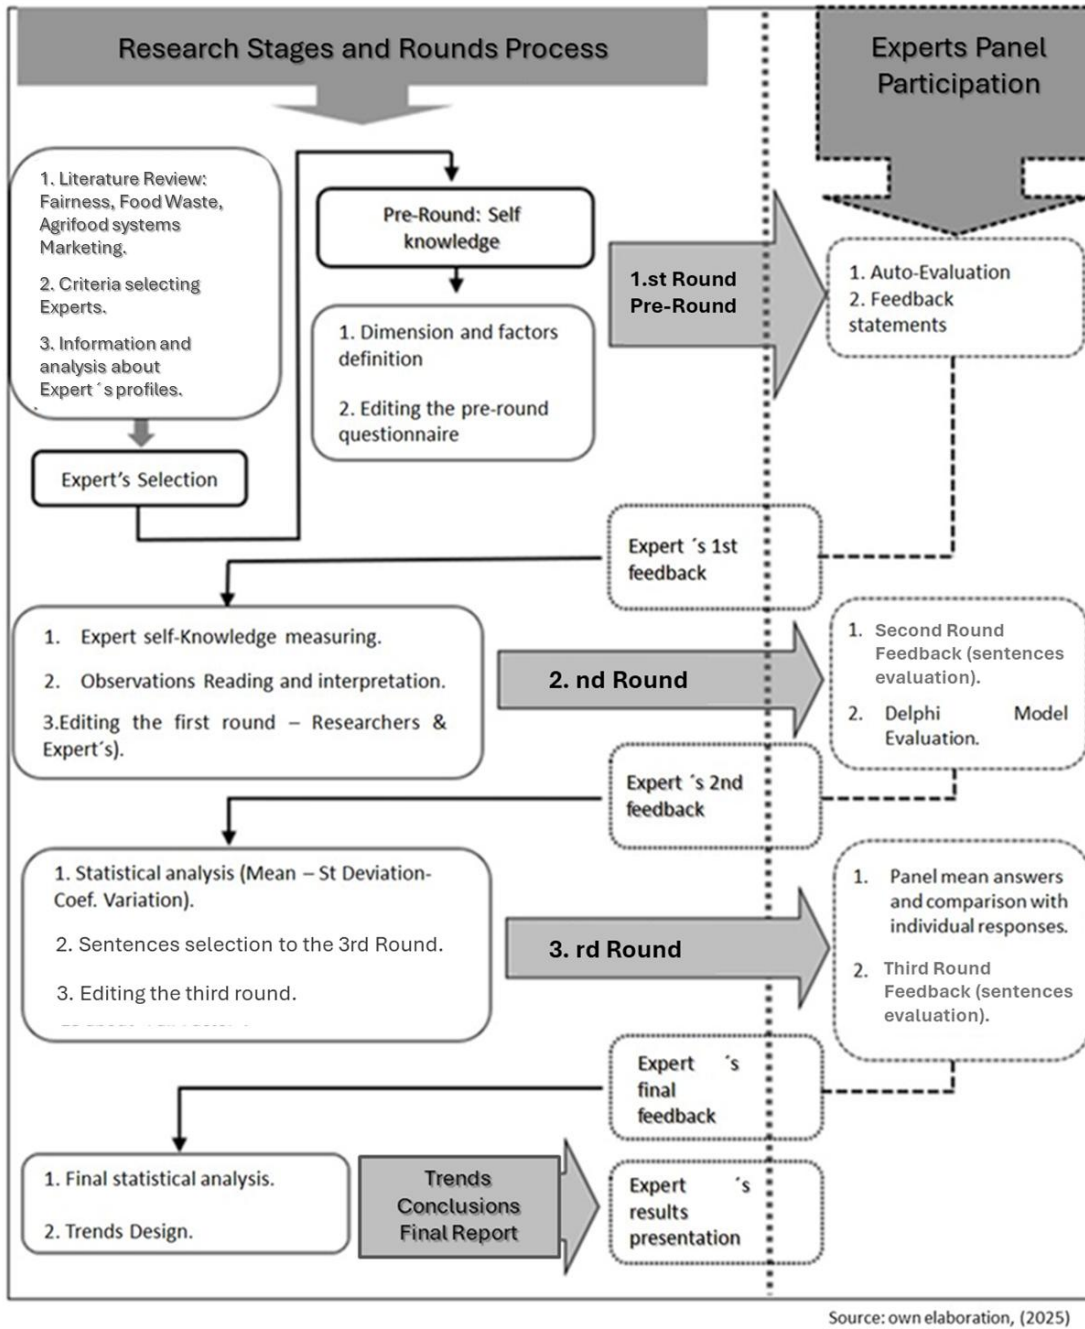 Research Stages and Rounds Process
Experts Panel
Participation
1. Literature Review:
Fairness, Food Waste,
Agrifood systems
Marketing.
2. Criteria selecting
Experts.
3. Information and
analysis about
Expert ´s profiles.
Expert’s Selection
Pre-Round: Self
knowledge
1. Dimension and factors
definition
2. Editing the pre-round
questionnaire
1.st Round
Pre-Round
1. Auto-Evaluation
2. Feedback
statements
Expert ´s 1st
feedback
1. Expert self-Knowledge measuring.
2. Observations Reading and interpretation.
3.Editing the first round – Researchers &
Expert´s).
2. nd Round
1. Second Round
Feedback (sentences
evaluation).
2. Delphi Model
Evaluation.
Expert ´s 2nd
feedback
1. Statistical analysis (Mean – St Deviation-
Coef. Variation).
2. Sentences selection to the 3rd Round.
3. Editing the third round.
3. rd Round
1. Panel mean answers
and comparison with
individual responses.
2. Third Round
Feedback (sentences
evaluation).
Expert ´s
final
feedback
1. Final statistical analysis.
2. Trends Design.
Trends
Conclusions
Final Report
Expert ´s
results
presentation
Source: own elaboration, (2025)